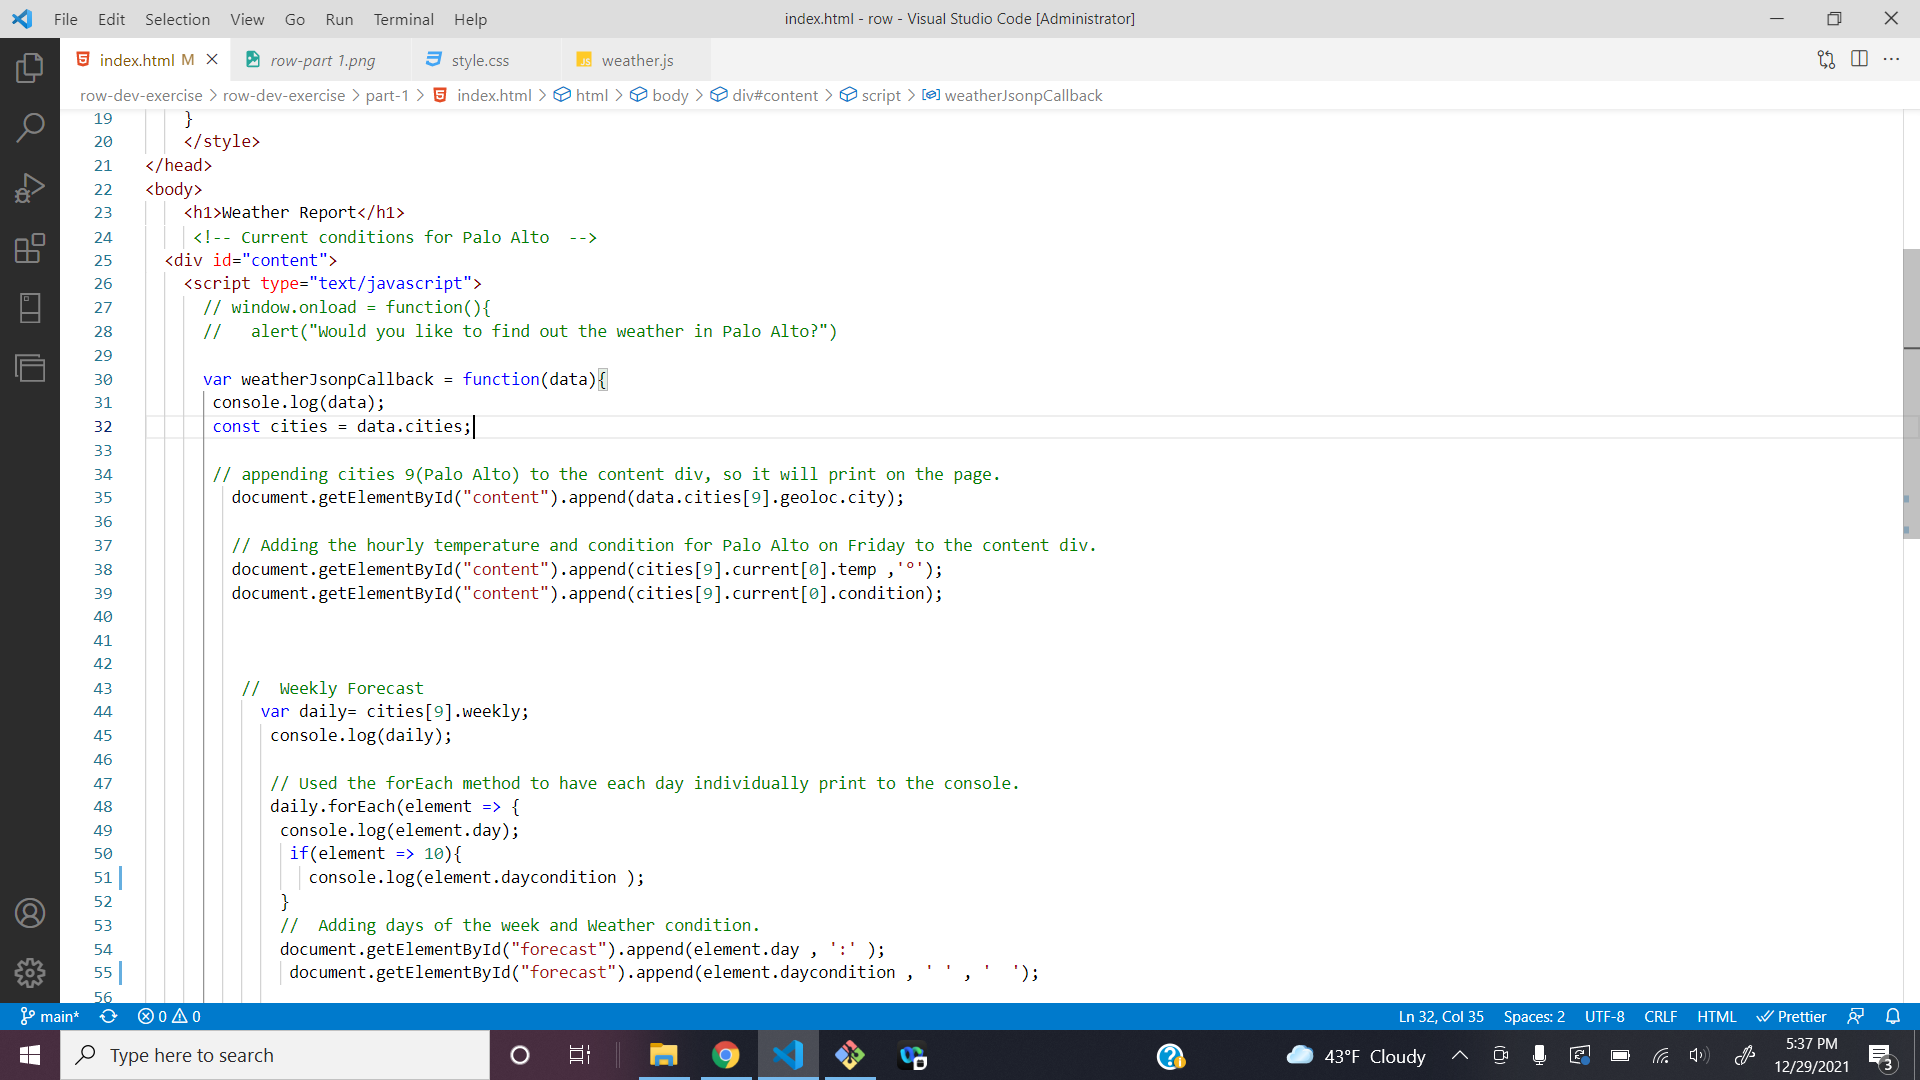 File Edit Selection View Go Run Terminal Help
index.html - row - Visual Studio Code [Administrator]
index.html M
row-part 1.png
style.css
JS weather.js
row-dev-exercise > row-dev-exercise > part-1 > index.html > html > body > div#content > script > weatherJsonpCallback
19 }
20 </style>
21 </head>
22 <body>
23 <h1>Weather Report</h1>
24 <!-- Current conditions for Palo Alto  -->
25 <div id="content">
26 <script type="text/javascript">
27 // window.onload = function(){
28 //   alert("Would you like to find out the weather in Palo Alto?")
29
30 var weatherJsonpCallback = function(data){
31 console.log(data);
32 const cities = data.cities;
33
34 // appending cities 9(Palo Alto) to the content div, so it will print on the page.
35 document.getElementById("content").append(data.cities[9].geoloc.city);
36
37 // Adding the hourly temperature and condition for Palo Alto on Friday to the content div.
38 document.getElementById("content").append(cities[9].current[0].temp ,'°');
39 document.getElementById("content").append(cities[9].current[0].condition);
40
41
42
43 //  Weekly Forecast
44 var daily= cities[9].weekly;
45 console.log(daily);
46
47 // Used the forEach method to have each day individually print to the console.
48 daily.forEach(element => {
49 console.log(element.day);
50 if(element => 10){
51 console.log(element.daycondition );
52 }
53 //  Adding days of the week and Weather condition.
54 document.getElementById("forecast").append(element.day , ':' );
55 document.getElementById("forecast").append(element.daycondition , ' ' , '  ');
56
main* 0 0 Ln 32, Col 35 Spaces: 2 UTF-8 CRLF HTML Prettier
Type here to search
43°F Cloudy
5:37 PM
12/29/2021
3